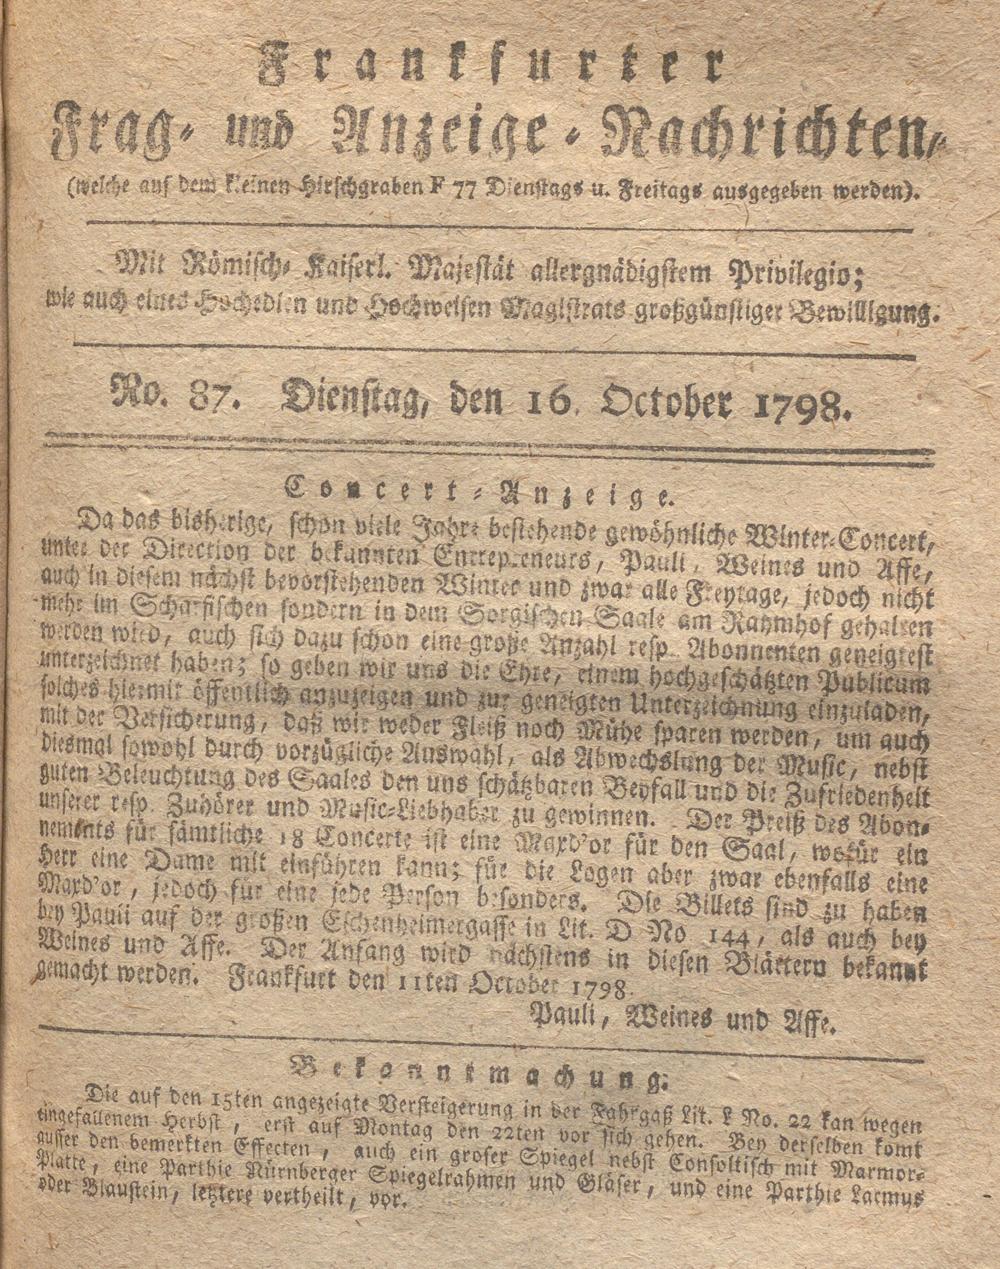 Frankfurter
Frag- und Anzeige-Nachrichten,
(welche auf dem kleinen Hirschgraben F 77 Dienstags u. Freitags ausgegeben werden).
Mit Römisch- Kaiserl. Majestät allergnädigstem Privilegio;
wie auch eines Hochedlen und Hochweisen Magistrats großgünstiger Bewilligung.
No. 87. Dienstag, den 16. October 1798.
Concert-Anzeige.
Da das bisherige, schon viele Jahre bestehende gewöhnliche Winter-Concert,
unter der Direction der bekannten Entrepreneurs, Pauli, Weines und Affe,
auch in diesem nächst bevorstehenden Winter und zwar alle Freytage, jedoch nicht
mehr im Scharfischen sondern in dem Sorgischen Saale am Rahmhof gehalten
werden wird, auch sich dazu schon eine große Anzahl resp. Abonnenten geneigtest
unterzeichnet haben; so geben wir uns die Ehre, einem hochgeschätzten Publicum
solches hiermit öffentlich anzuzeigen und zur geneigten Unterzeichnung einzuladen,
mit der Versicherung, daß wir weder Fleiß noch Mühe sparen werden, um auch
diesmal sowohl durch vorzügliche Auswahl, als Abwechslung der Music, nebst
guten Beleuchtung des Saales den uns schätzbaren Beyfall und die Zufriedenheit
unserer resp. Zuhörer und Music-Liebhaber zu gewinnen. Der Preiß des Abon-
nements für sämtliche 18 Concerte ist eine Maxd'or für den Saal, wofür ein
Herr eine Dame mit einführen kann; für die Logen aber zwar ebenfalls eine
Maxd'or, jedoch für eine jede Person besonders. Die Billets sind zu haben
bey Pauli auf der großen Eschenheimergasse in Lit. D No 144, als auch bey
Weines und Affe. Der Anfang wird nächstens in diesen Blättern bekannt
gemacht werden. Frankfurt den 11ten October 1798.
Pauli, Weines und Affe.
Bekanntmachung:
Die auf den 15ten angezeigte Versteigerung in der Fahrgaß Lit. L No. 22 kan wegen
eingefallenem Herbst, erst auf Montag den 22ten vor sich gehen. Bey derselben komt
ausser den bemerkten Effecten, auch ein groser Spiegel nebst Consoltisch mit Marmor-
Platte, eine Parthie Nürnberger Spiegelrahmen und Gläser, und eine Parthie Lacmus
oder Blaustein, letztere vertheilt, vor.